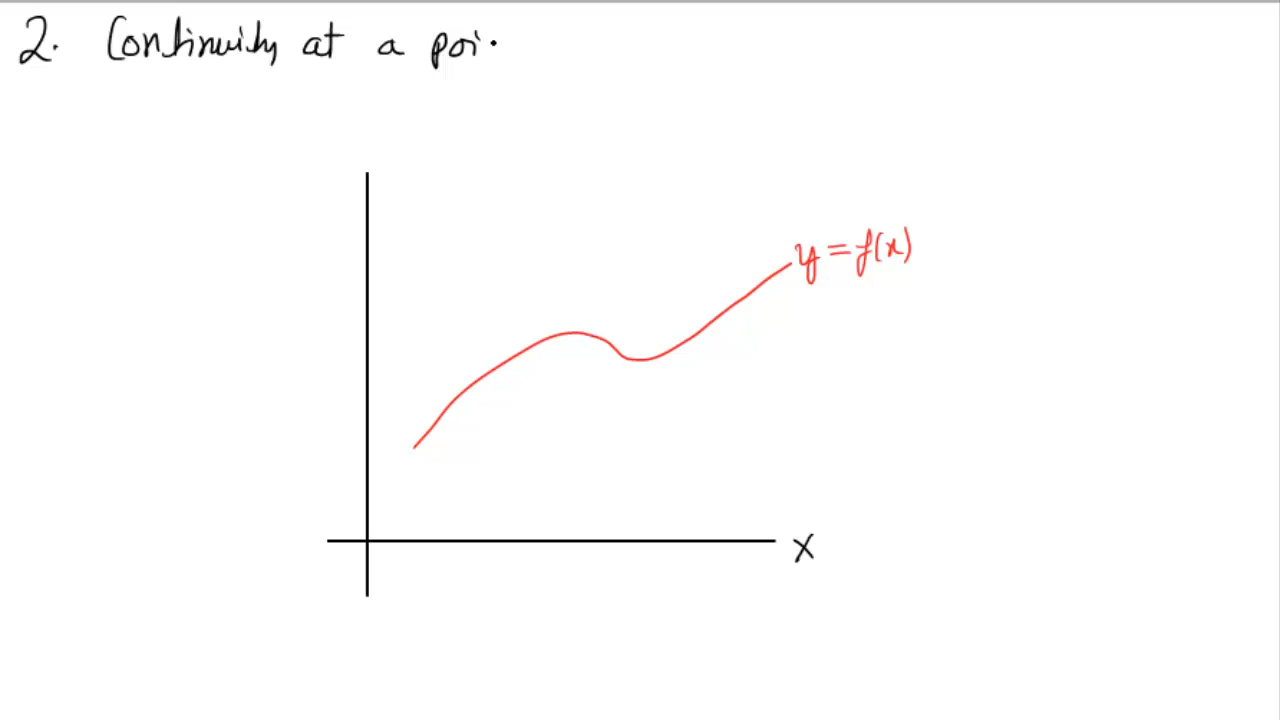 2. Continuity at a poi
y = f(x)
X